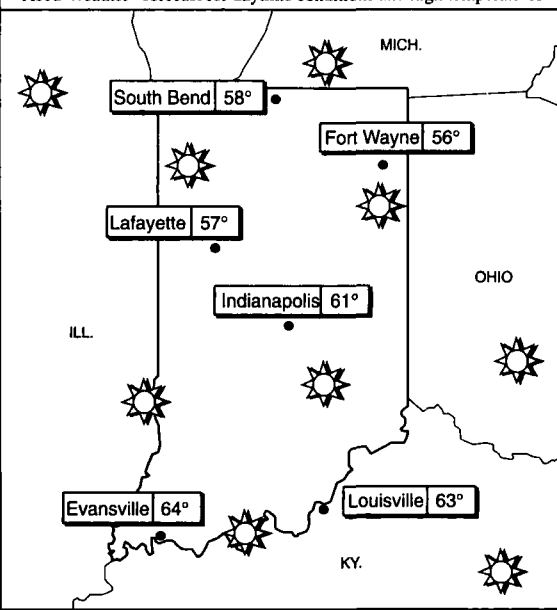 MICH.
South Bend 58°
Fort Wayne 56°
Lafayette 57°
OHIO
Indianapolis 61°
ILL.
Evansville 64°
Louisville 63°
KY.